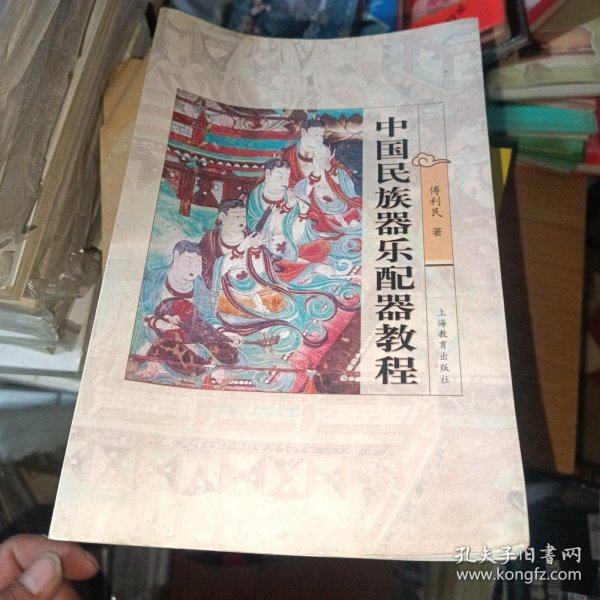 中国民族器乐配器教程
傅利民 著
上海教育出版社
孔夫子旧书网
www.kongfz.com